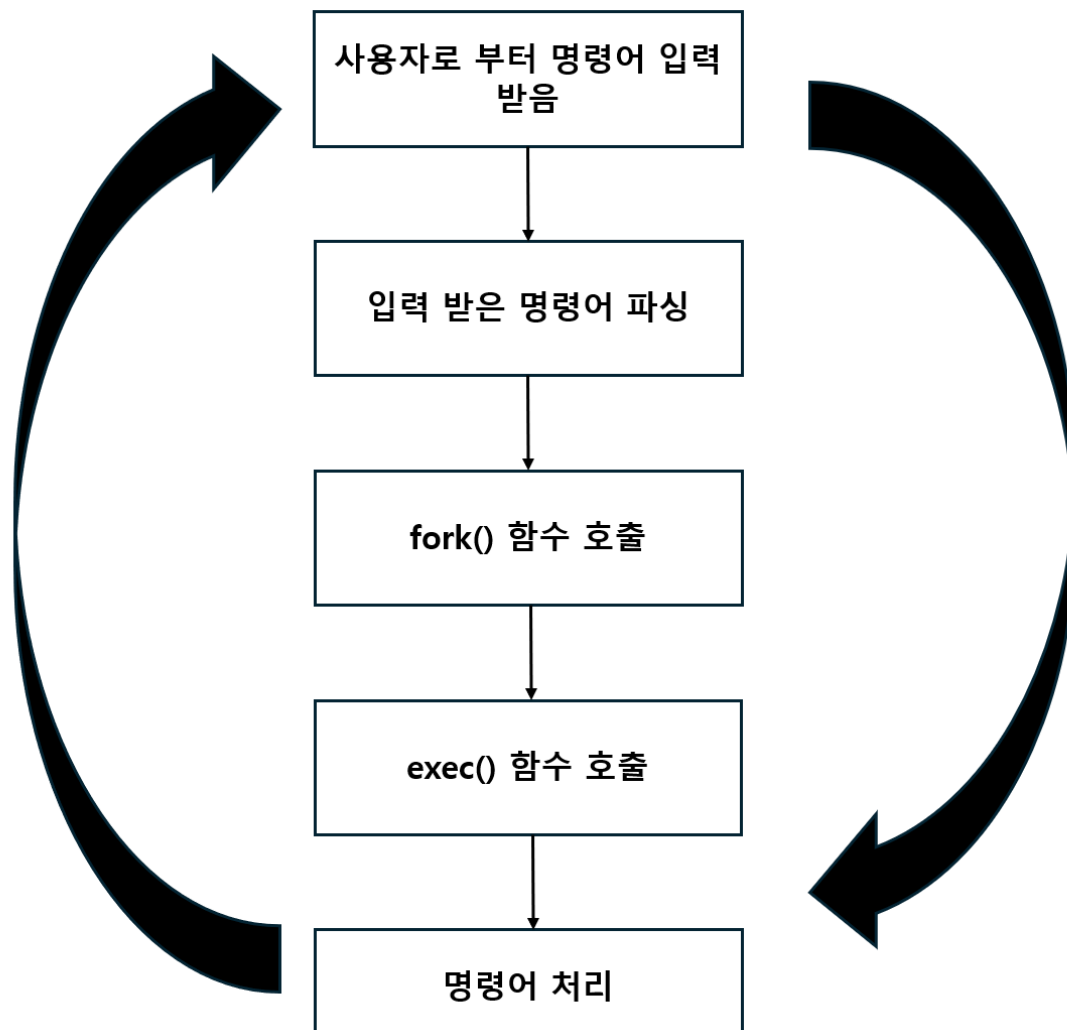 사용자로 부터 명령어 입력
받음
입력 받은 명령어 파싱
fork() 함수 호출
exec() 함수 호출
명령어 처리